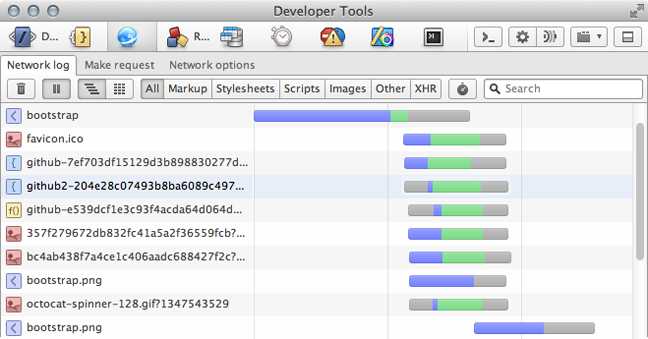 Developer Tools
D...
R...
Network log Make request Network options
All Markup Stylesheets Scripts Images Other XHR Search
bootstrap
favicon.ico
github-7ef703df15129d3b898830277d...
github2-204e28c07493b8ba6089c497...
f()
github-e539dcf1e3c93f4acda64d064d...
357f279672db832fc41a5a2f36559fcb?...
bc4ab438f7a4ce1c406aadc688427f2c?...
bootstrap.png
octocat-spinner-128.gif?1347543529
bootstrap.png